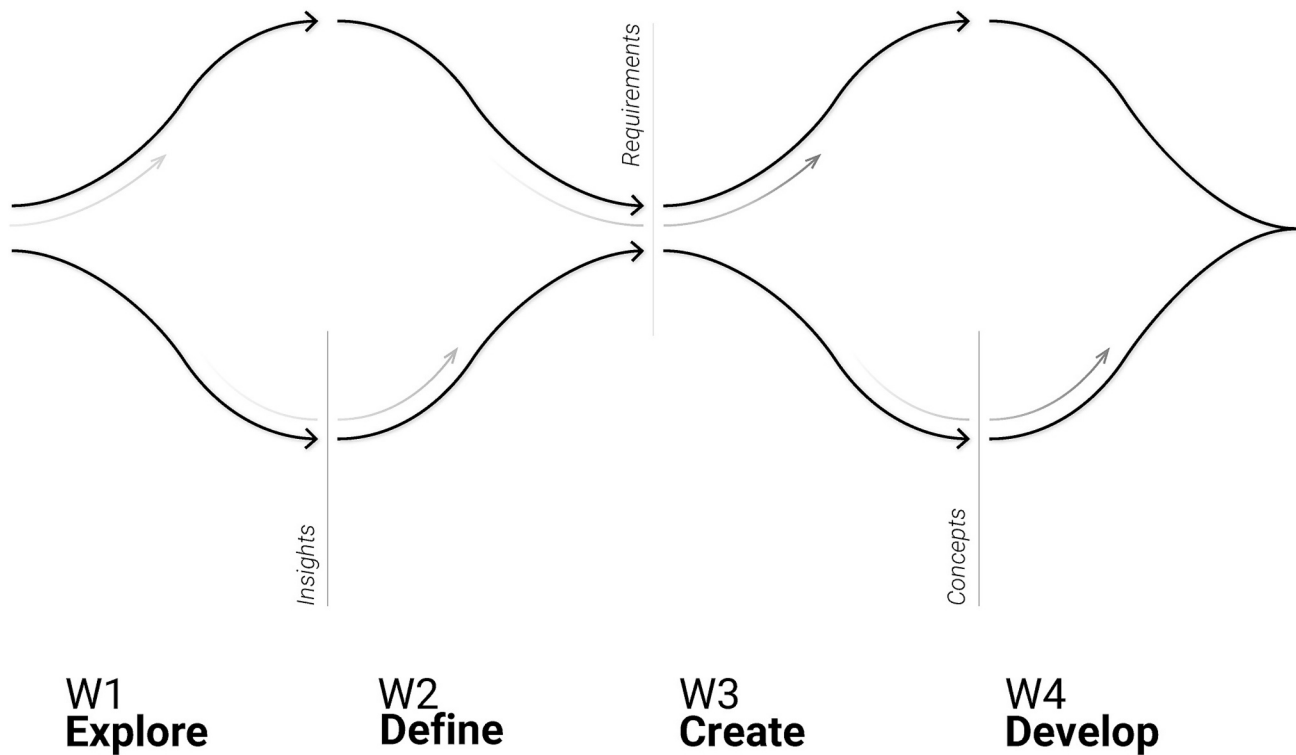 Requirements
Insights
Concepts
W1
Explore
W2
Define
W3
Create
W4
Develop